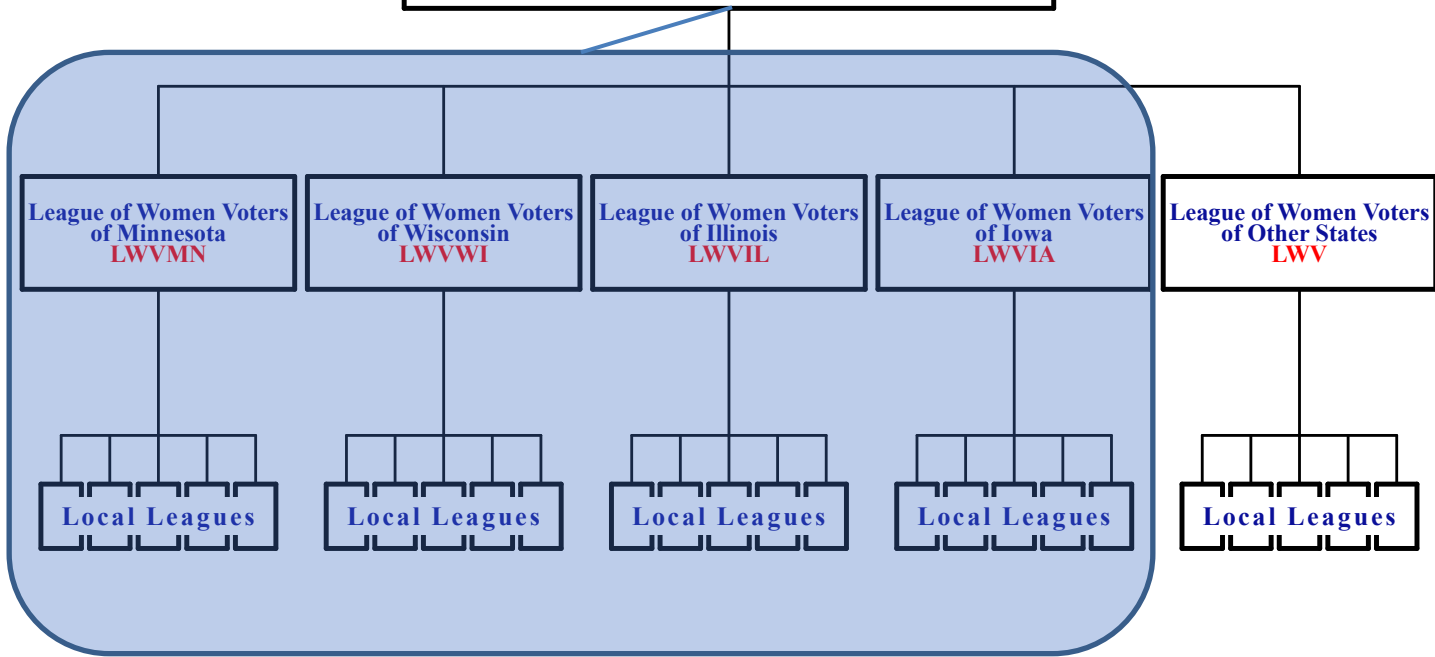 League of Women Voters
of Minnesota
LWVMN
League of Women Voters
of Wisconsin
LWVWI
League of Women Voters
of Illinois
LWVIL
League of Women Voters
of Iowa
LWVIA
League of Women Voters
of Other States
LWV
Local Leagues
Local Leagues
Local Leagues
Local Leagues
Local Leagues